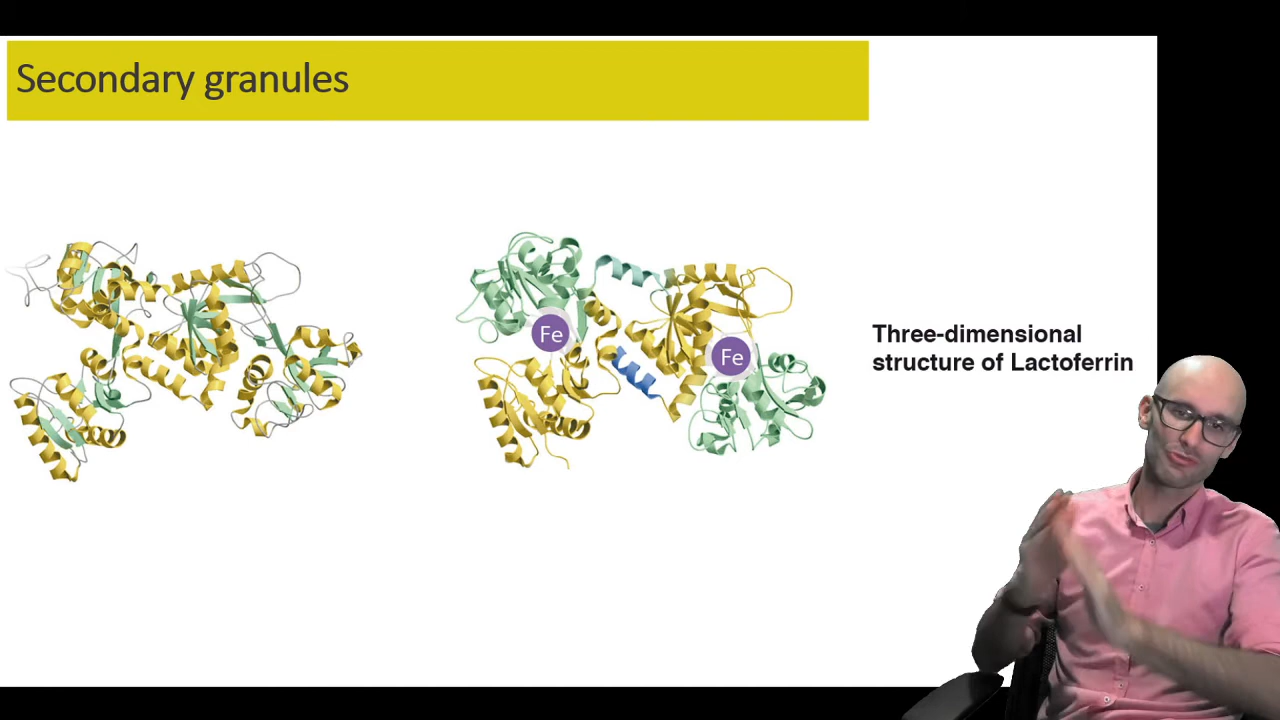 Secondary granules
Fe
Fe
Three-dimensional
structure of Lactoferrin